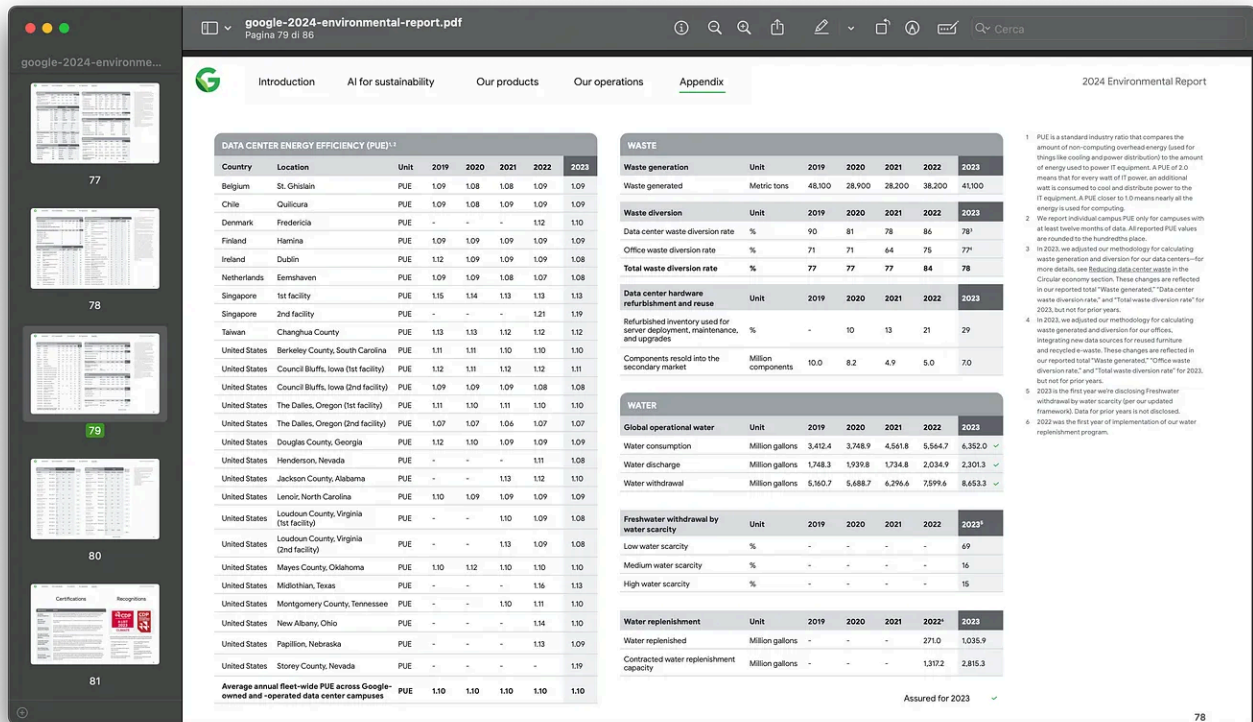 google-2024-environmental-report.pdf
Pagina 79 di 86
Cerca
google-2024-environme...
77
78
79
80
Certifications Recognitions
81
Introduction AI for sustainability Our products Our operations Appendix
2024 Environmental Report
DATA CENTER ENERGY EFFICIENCY (PUE)1,2
Country Location Unit 2019 2020 2021 2022 2023
Belgium St. Ghislain PUE 1.09 1.08 1.08 1.09 1.09
Chile Quilicura PUE 1.09 1.08 1.09 1.09 1.09
Denmark Fredericia PUE - - - 1.12 1.10
Finland Hamina PUE 1.09 1.09 1.09 1.09 1.09
Ireland Dublin PUE 1.12 1.09 1.09 1.09 1.08
Netherlands Eemshaven PUE 1.09 1.09 1.08 1.07 1.08
Singapore 1st facility PUE 1.15 1.14 1.13 1.13 1.13
Singapore 2nd facility PUE - - - 1.21 1.19
Taiwan Changhua County PUE 1.13 1.13 1.12 1.12 1.12
United States Berkeley County, South Carolina PUE 1.11 1.11 1.10 1.10 1.10
United States Council Bluffs, Iowa (1st facility) PUE 1.12 1.11 1.12 1.12 1.11
United States Council Bluffs, Iowa (2nd facility) PUE 1.09 1.09 1.09 1.08 1.08
United States The Dalles, Oregon (1st facility) PUE 1.11 1.10 1.11 1.10 1.10
United States The Dalles, Oregon (2nd facility) PUE 1.07 1.07 1.06 1.07 1.07
United States Douglas County, Georgia PUE 1.12 1.10 1.09 1.09 1.09
United States Henderson, Nevada PUE - - - 1.11 1.08
United States Jackson County, Alabama PUE - - 1.13 1.12 1.10
United States Lenoir, North Carolina PUE 1.10 1.09 1.09 1.09 1.09
United States Loudoun County, Virginia (1st facility) PUE - - 1.10 1.09 1.08
United States Loudoun County, Virginia (2nd facility) PUE - - 1.13 1.09 1.08
United States Mayes County, Oklahoma PUE 1.10 1.12 1.10 1.10 1.10
United States Midlothian, Texas PUE - - - 1.16 1.13
United States Montgomery County, Tennessee PUE - - 1.10 1.11 1.10
United States New Albany, Ohio PUE - - - 1.14 1.10
United States Papillion, Nebraska PUE - - - 1.13 1.09
United States Storey County, Nevada PUE - - - - 1.19
Average annual fleet-wide PUE across Google-
owned and -operated data center campuses PUE 1.10 1.10 1.10 1.10 1.10
WASTE
Waste generation Unit 2019 2020 2021 2022 2023
Waste generated Metric tons 48,100 28,900 28,200 38,200 41,100
Waste diversion Unit 2019 2020 2021 2022 2023
Data center waste diversion rate % 90 81 78 86 78³
Office waste diversion rate % 71 71 64 75 77⁴
Total waste diversion rate % 77 77 77 84 78
Data center hardware
refurbishment and reuse Unit 2019 2020 2021 2022 2023
Refurbished inventory used for
server deployment, maintenance,
and upgrades % - 10 13 21 29
Components resold into the
secondary market Million components 10.0 8.2 4.9 5.0 7.0
WATER
Global operational water Unit 2019 2020 2021 2022 2023
Water consumption Million gallons 3,412.4 3,748.9 4,561.8 5,564.7 6,352.0 ✓
Water discharge Million gallons 1,748.3 1,939.8 1,734.8 2,034.9 2,301.3 ✓
Water withdrawal Million gallons 5,160.7 5,688.7 6,296.6 7,599.6 8,653.3 ✓
Freshwater withdrawal by
water scarcity Unit 2019 2020 2021 2022 2023⁵
Low water scarcity % - - - - 69
Medium water scarcity % - - - - 16
High water scarcity % - - - - 15
Water replenishment Unit 2019 2020 2021 2022⁶ 2023
Water replenished Million gallons - - - 271.0 1,035.9
Contracted water replenishment
capacity Million gallons - - - 1,317.2 2,815.3
Assured for 2023 ✓
1 PUE is a standard industry ratio that compares the
amount of non-computing overhead energy (used for
things like cooling and power distribution) to the amount
of energy used to power IT equipment. A PUE of 2.0
means that for every watt of IT power, an additional
watt is consumed to cool and distribute power to the
IT equipment. A PUE closer to 1.0 means nearly all the
energy is used for computing.
2 We report individual campus PUE only for campuses with
at least twelve months of data. All reported PUE values
are rounded to the hundredths place.
3 In 2023, we adjusted our methodology for calculating
waste generation and diversion for our data centers—for
more details, see Reducing data center waste in the
Circular economy section. These changes are reflected
in our reported total "Waste generated," "Data center
waste diversion rate," and "Total waste diversion rate" for
2023, but not for prior years.
4 In 2023, we adjusted our methodology for calculating
waste generated and diversion for our offices,
integrating new data sources for reused furniture
and recycled e-waste. These changes are reflected in
our reported total "Waste generated," "Office waste
diversion rate," and "Total waste diversion rate" for 2023,
but not for prior years.
5 2023 is the first year we're disclosing Freshwater
withdrawal by water scarcity (per our updated
framework). Data for prior years is not disclosed.
6 2022 was the first year of implementation of our water
replenishment program.
78